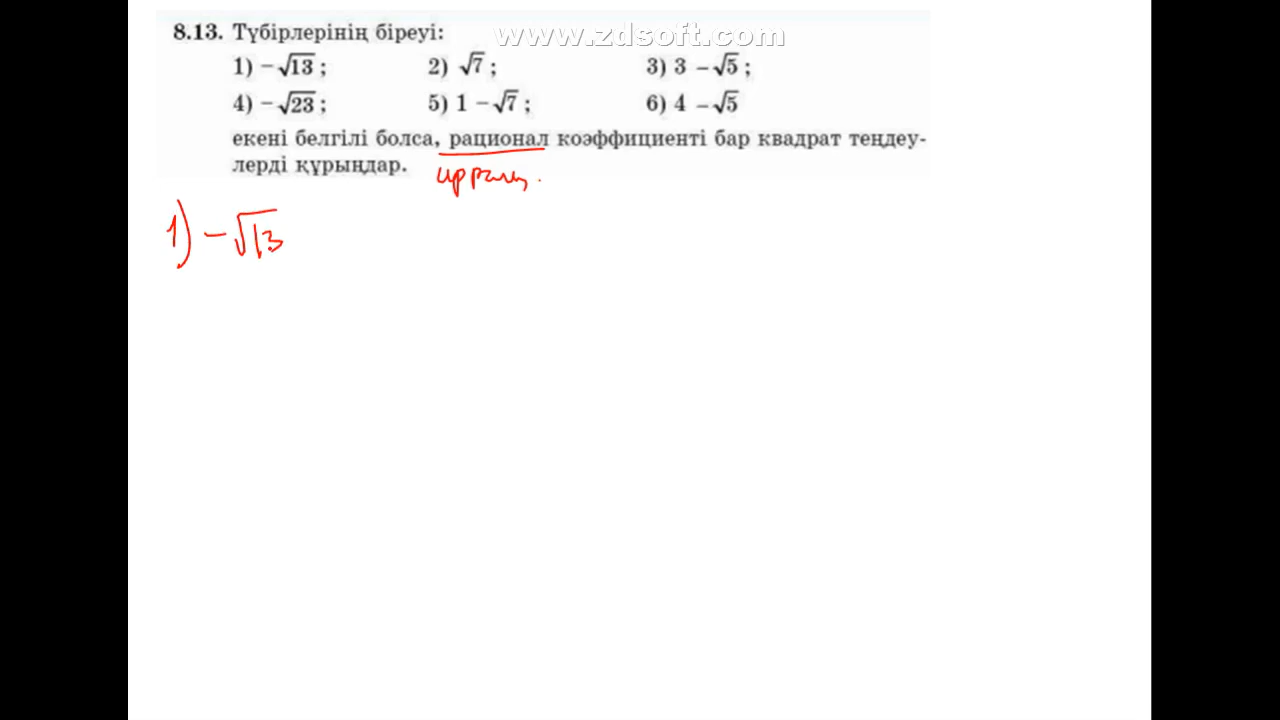 8.13. Түбірлерінің біреуі:
www.zdsoft.com
1) −√13; 2) √7; 3) 3 −√5;
4) −√23; 5) 1 −√7; 6) 4 −√5
екені белгілі болса, рационал коэффициенті бар квадрат теңдеу-
лерді құрыңдар.
1) −√13